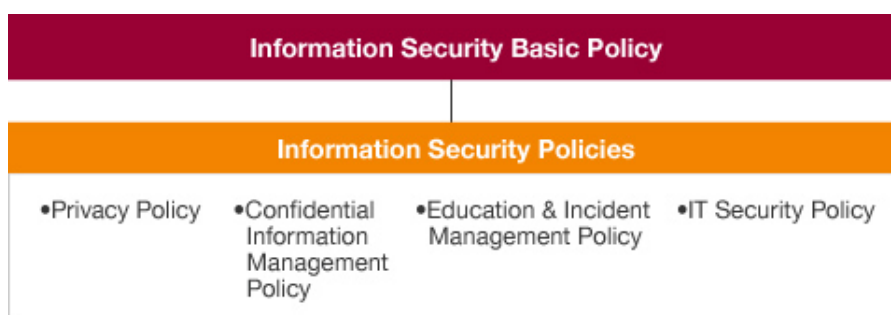 Information Security Basic Policy
Information Security Policies
•Privacy Policy
•Confidential
Information
Management
Policy
•Education & Incident
Management Policy
•IT Security Policy